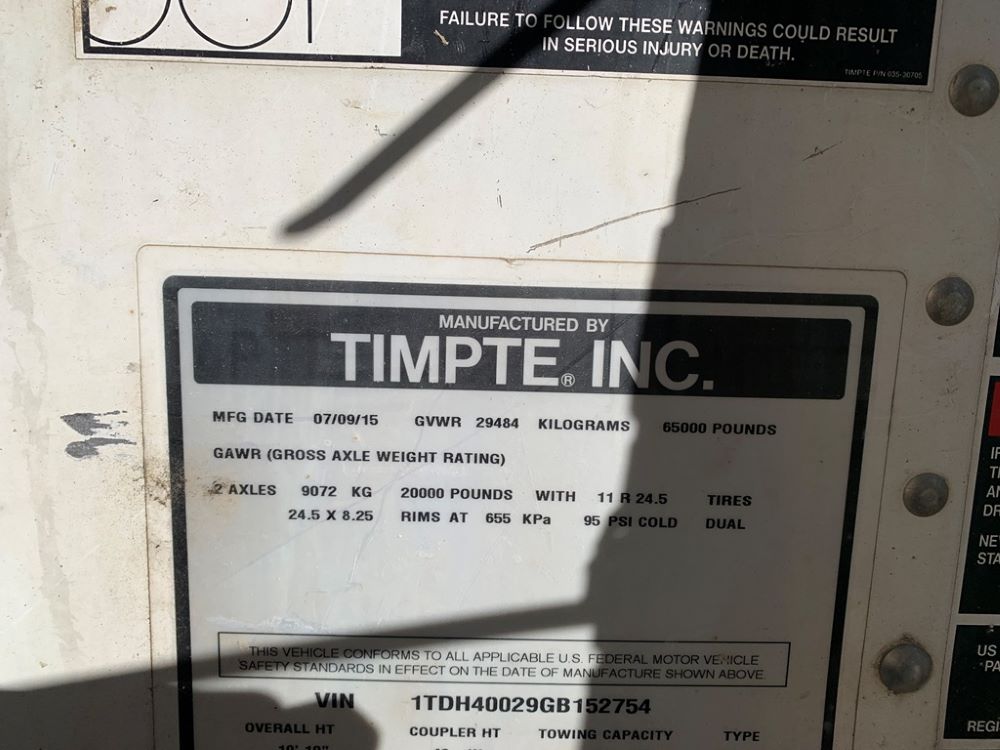 FAILURE TO FOLLOW THESE WARNINGS COULD RESULT
IN SERIOUS INJURY OR DEATH.
TIMPTE P/N 035-30705
MANUFACTURED BY
TIMPTE® INC.
MFG DATE 07/09/15 GVWR 29484 KILOGRAMS 65000 POUNDS
GAWR (GROSS AXLE WEIGHT RATING)
2 AXLES 9072 KG 20000 POUNDS WITH 11 R 24.5 TIRES
24.5 X 8.25 RIMS AT 655 KPa 95 PSI COLD DUAL
THIS VEHICLE CONFORMS TO ALL APPLICABLE U.S. FEDERAL MOTOR VEHICLE
SAFETY STANDARDS IN EFFECT ON THE DATE OF MANUFACTURE SHOWN ABOVE
VIN 1TDH40029GB152754
OVERALL HT COUPLER HT TOWING CAPACITY TYPE
US